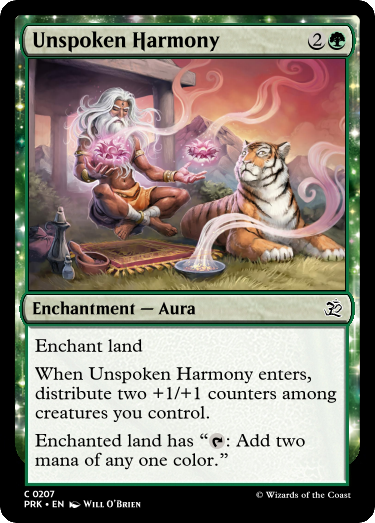 Unspoken Harmony 2
Enchantment — Aura
Enchant land
When Unspoken Harmony enters,
distribute two +1/+1 counters among
creatures you control.
Enchanted land has “: Add two
mana of any one color.”
C 0207
PRK • EN Will O'Brien
© Wizards of the Coast